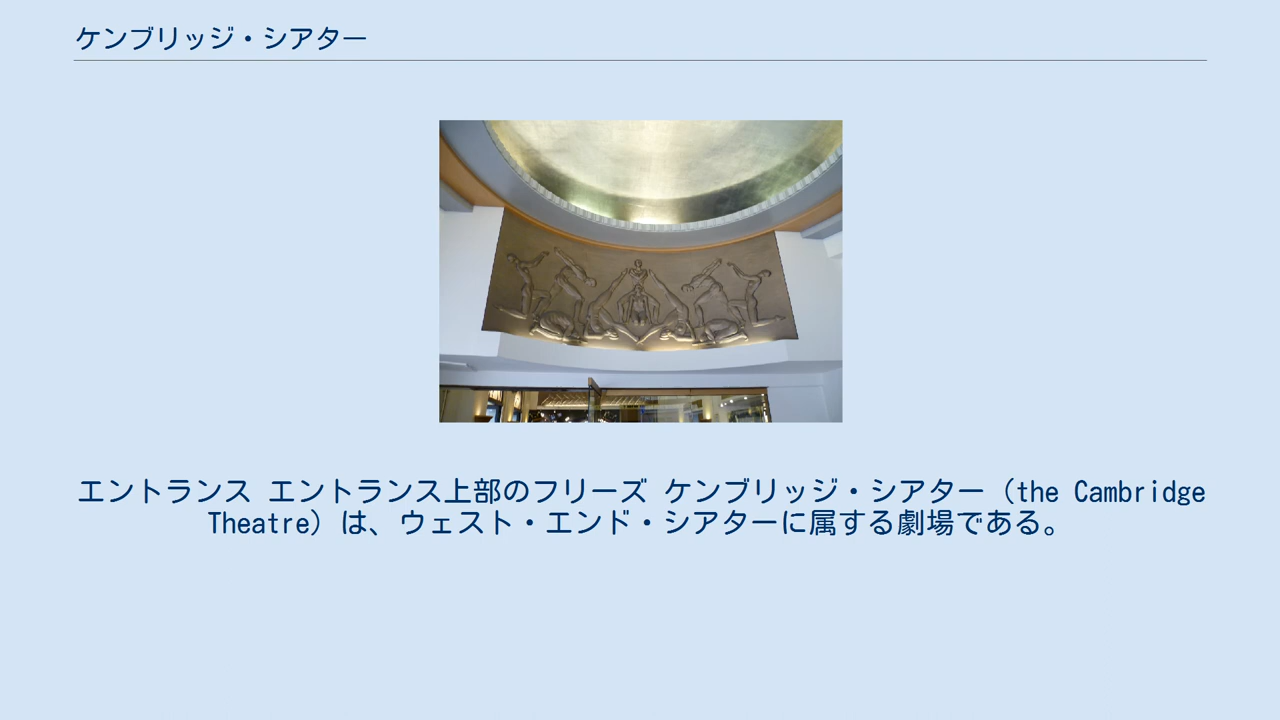 ケンブリッジ・シアター
エントランス エントランス上部のフリーズ ケンブリッジ・シアター（the Cambridge
Theatre）は、ウェスト・エンド・シアターに属する劇場である。